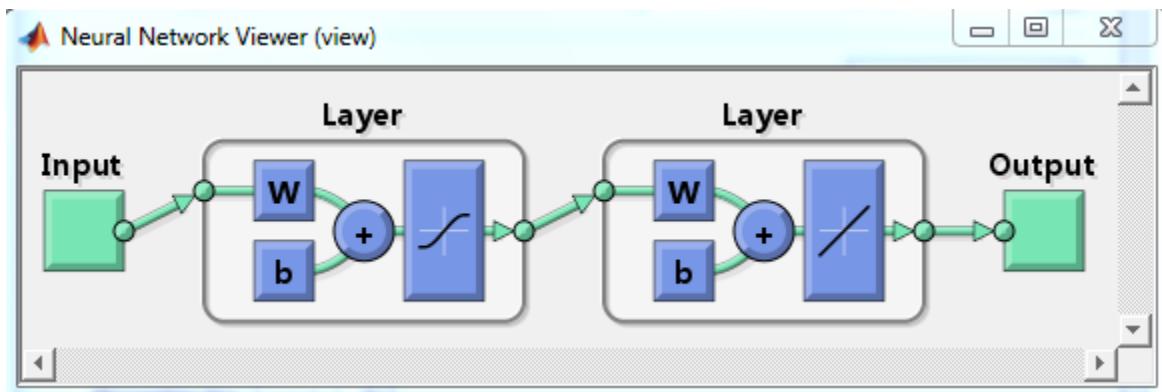 Neural Network Viewer (view)
Layer Layer
Input Output
W W
+ +
b b